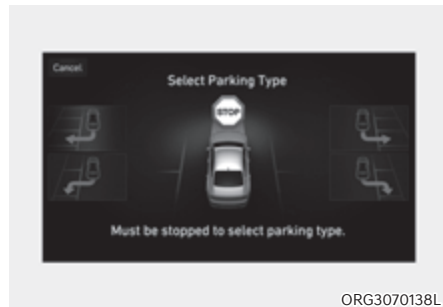 Cancel
Select Parking Type
STOP
Must be stopped to select parking type.
ORG3070138L